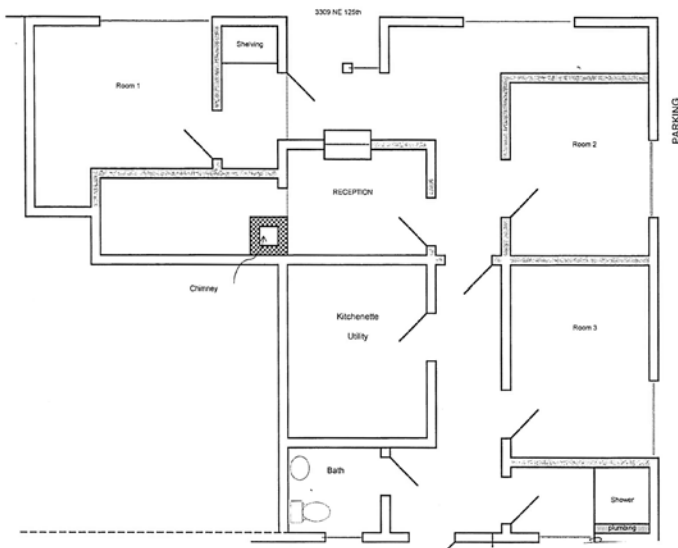 3309 NE 125th
Shelving
Room 1
PARKING
Room 2
RECEPTION
Chimney
Kitchenette
Utility
Room 3
Bath
Shower
plumbing